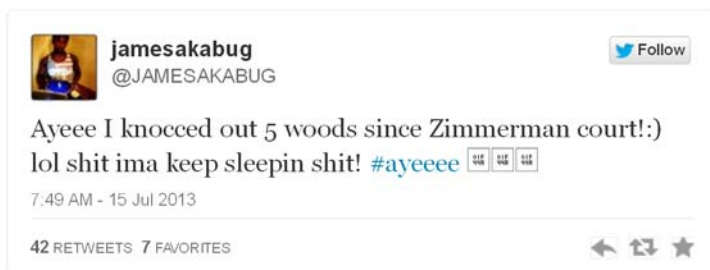 jamesakabug
@JAMESAKABUG
Follow
Ayeee I knocced out 5 woods since Zimmerman court!:)
lol shit ima keep sleepin shit! #ayeeee
7:49 AM - 15 Jul 2013
42 RETWEETS 7 FAVORITES